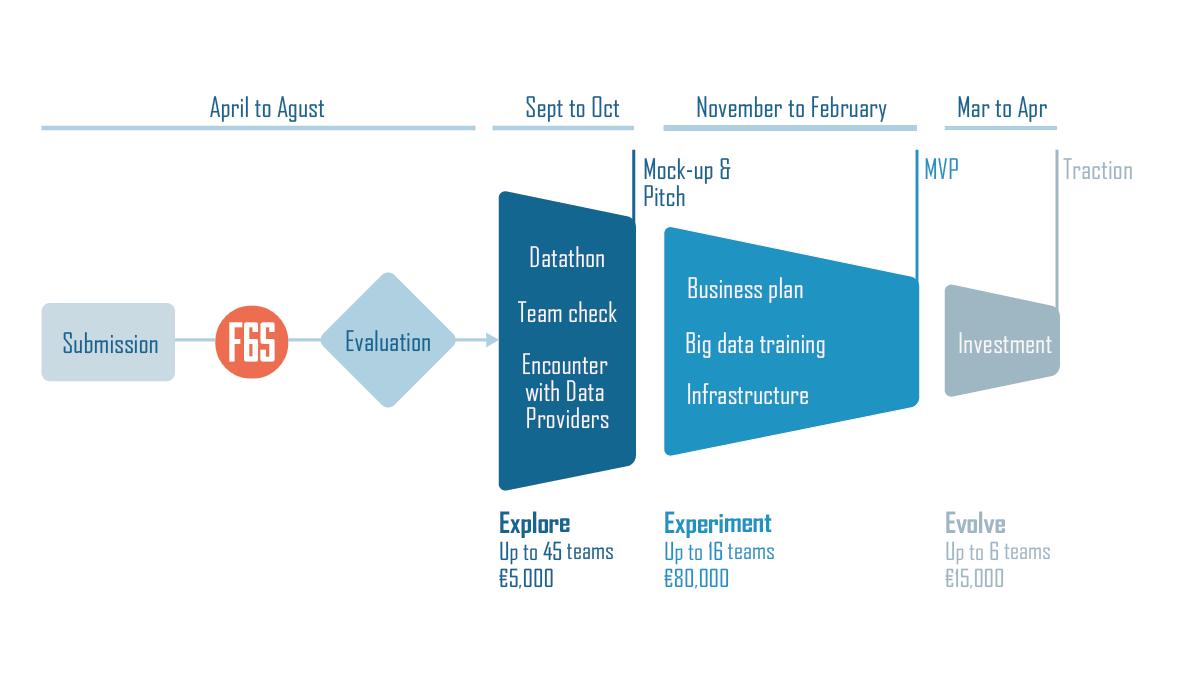 April to Agust
Sept to Oct
November to February
Mar to Apr
Mock-up &
Pitch
MVP
Traction
Submission
F6S
Evaluation
Datathon
Team check
Encounter
with Data
Providers
Business plan
Big data training
Infrastructure
Investment
Explore
Up to 45 teams
€5,000
Experiment
Up to 16 teams
€80,000
Evolve
Up to 6 teams
€15,000